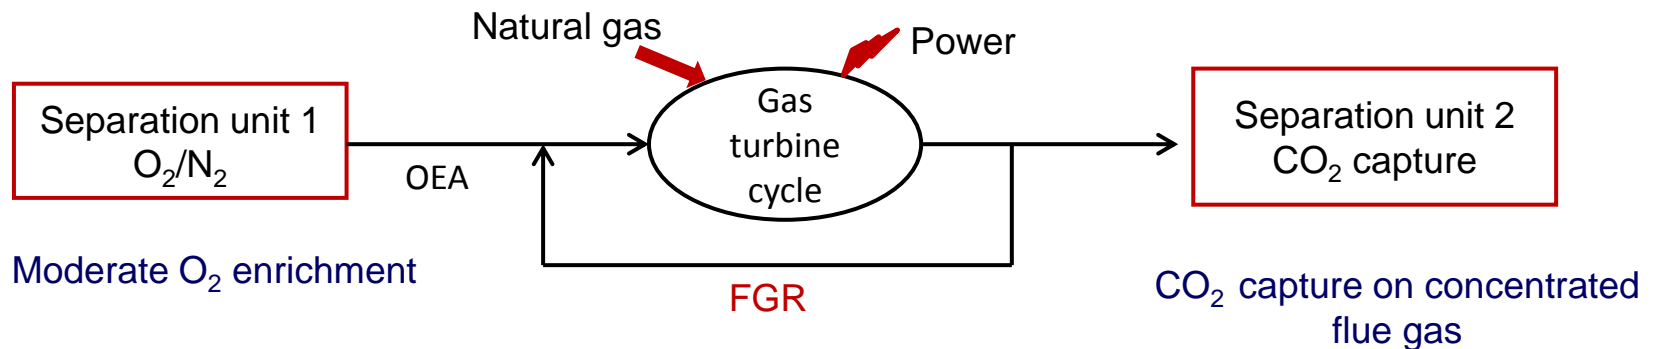 Natural gas
Power
Separation unit 1
O₂/N₂
OEA
Gas
turbine
cycle
Separation unit 2
CO₂ capture
Moderate O₂ enrichment
FGR
CO₂ capture on concentrated
flue gas